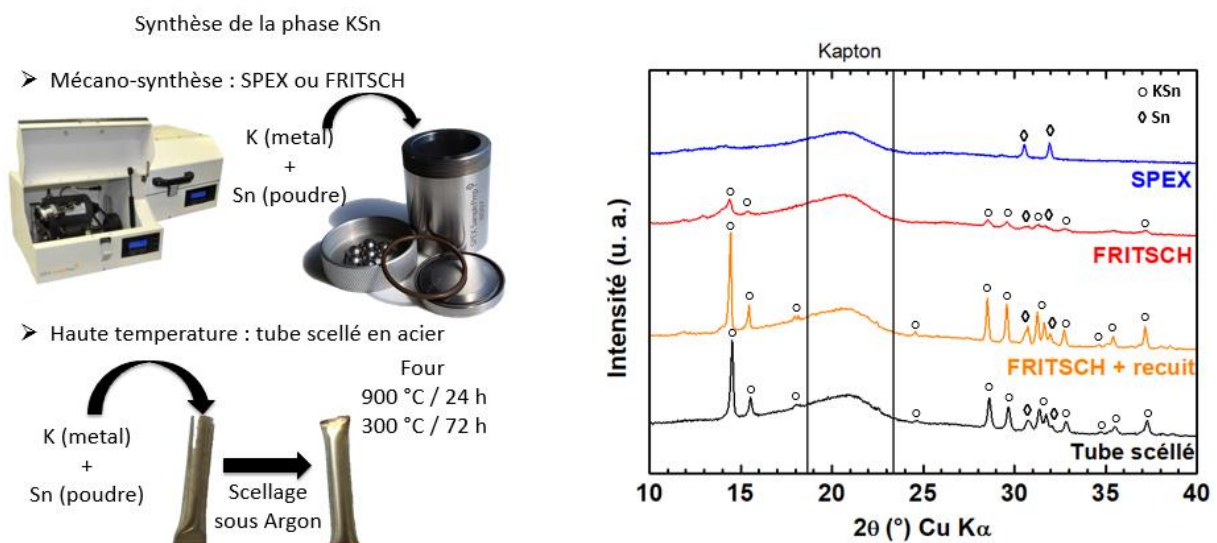 Synthèse de la phase KSn
➤ Mécano-synthèse : SPEX ou FRITSCH
K (metal)
+
Sn (poudre)
➤ Haute temperature : tube scellé en acier
Four
900 °C / 24 h
300 °C / 72 h
K (metal)
+
Sn (poudre)
Scellage
sous Argon
Kapton
○ KSn
◊ Sn
SPEX
FRITSCH
FRITSCH + recuit
Tube scéllé
Intensité (u. a.)
10 15 20 25 30 35 40
2θ (°) Cu Kα